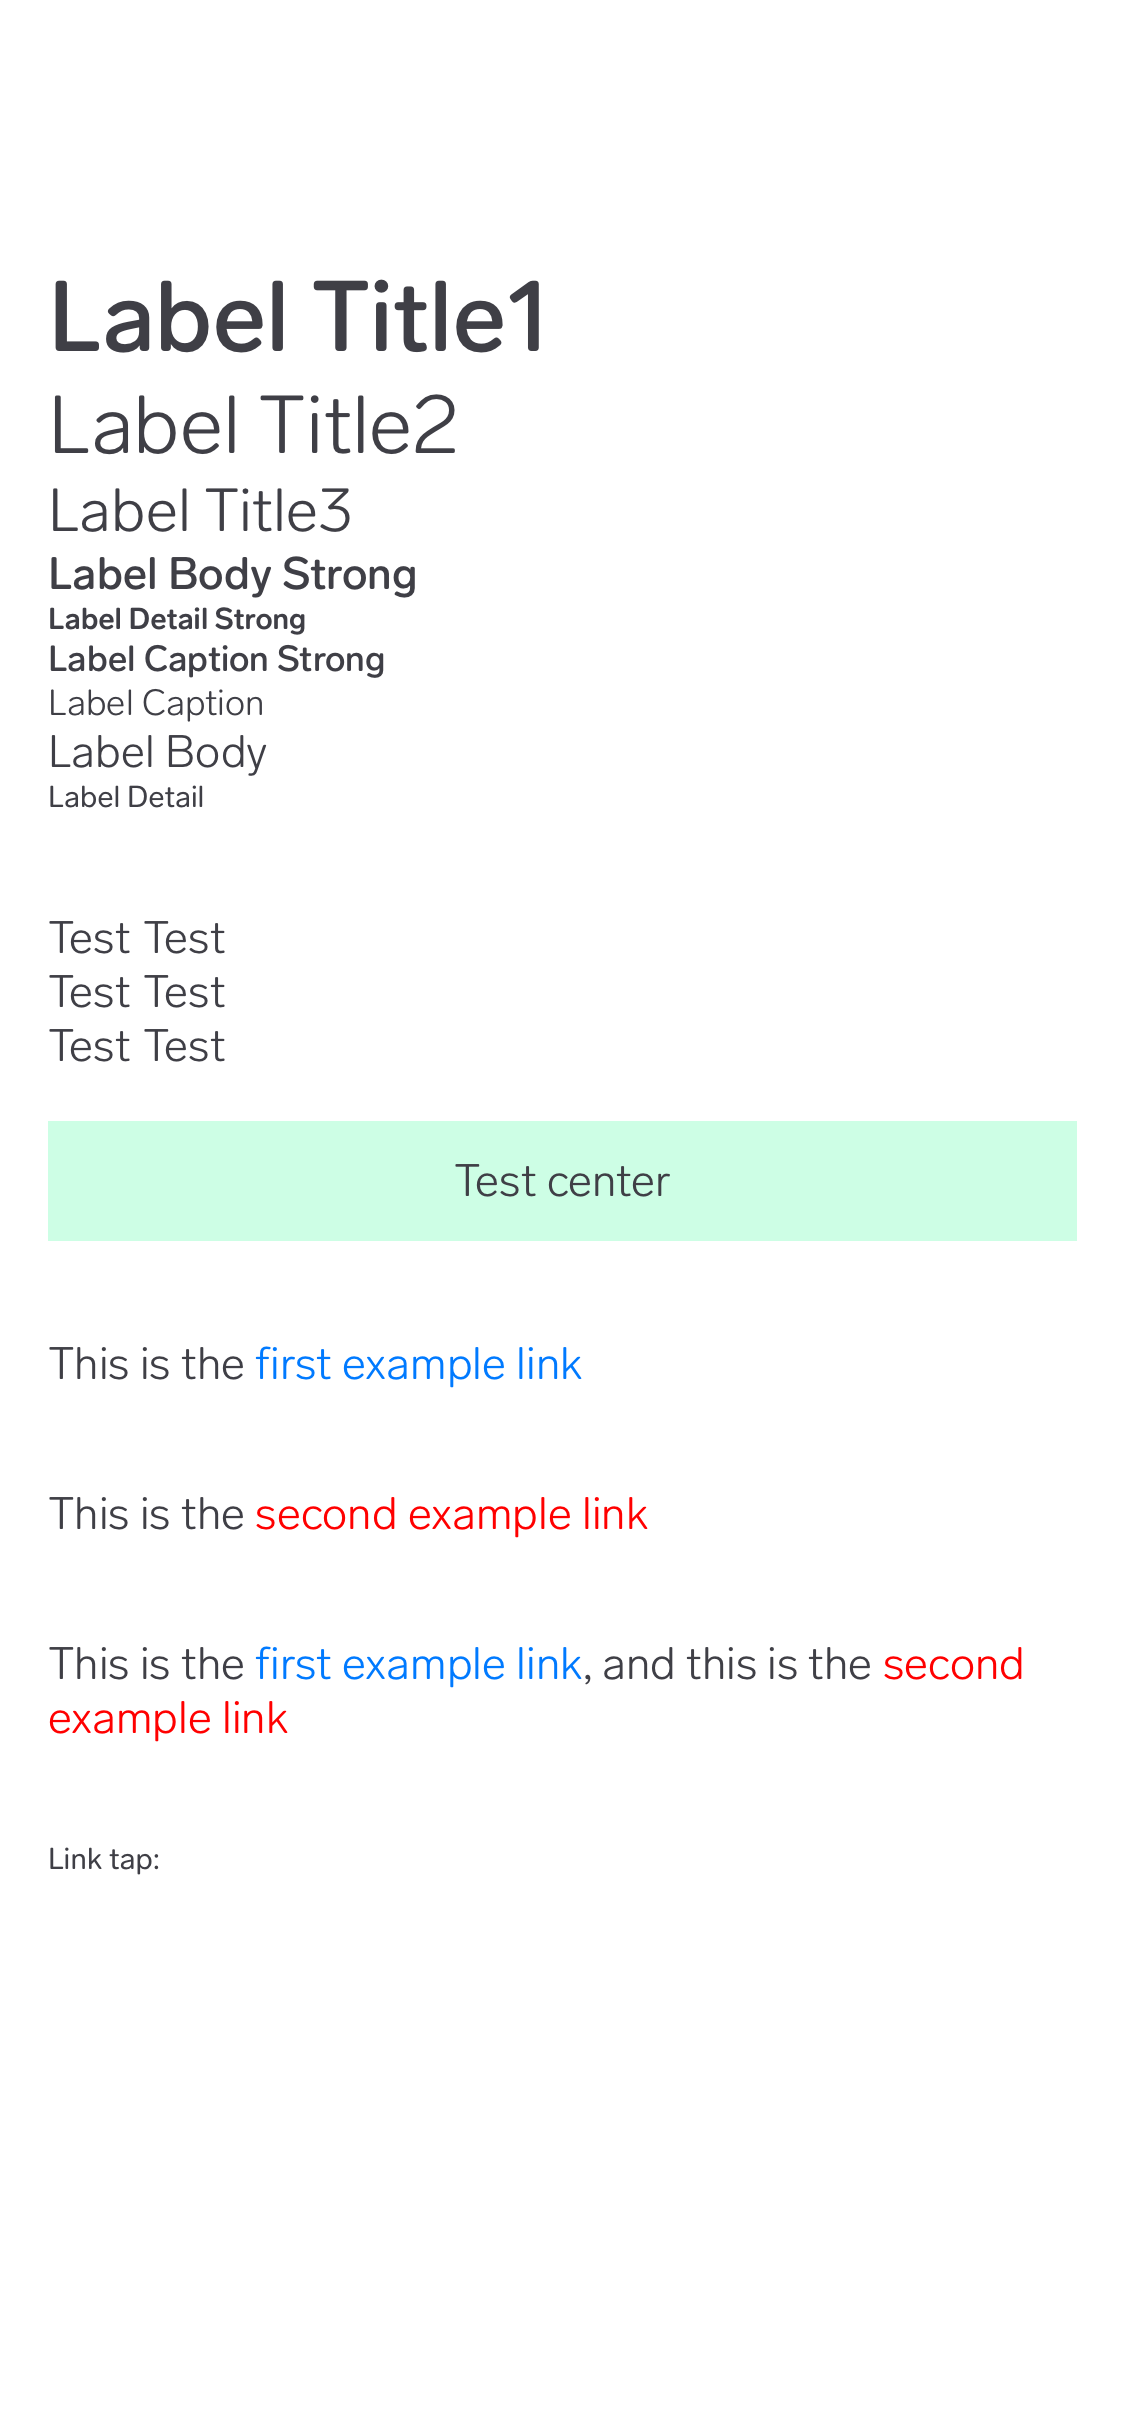 Label Title1
Label Title2
Label Title3
Label Body Strong
Label Detail Strong
Label Caption Strong
Label Caption
Label Body
Label Detail
Test Test
Test Test
Test Test
Test center
This is the first example link
This is the second example link
This is the first example link, and this is the second
example link
Link tap: